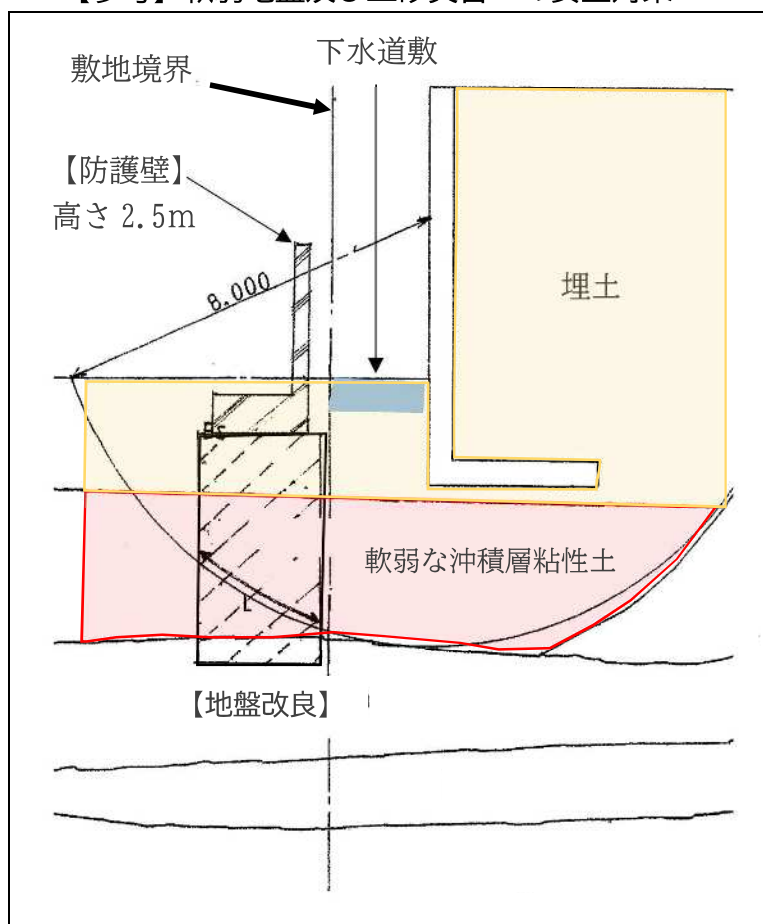 敷地境界
下水道敷
【防護壁】
高さ 2.5m
8.000
埋土
軟弱な沖積層粘性土
L
【地盤改良】